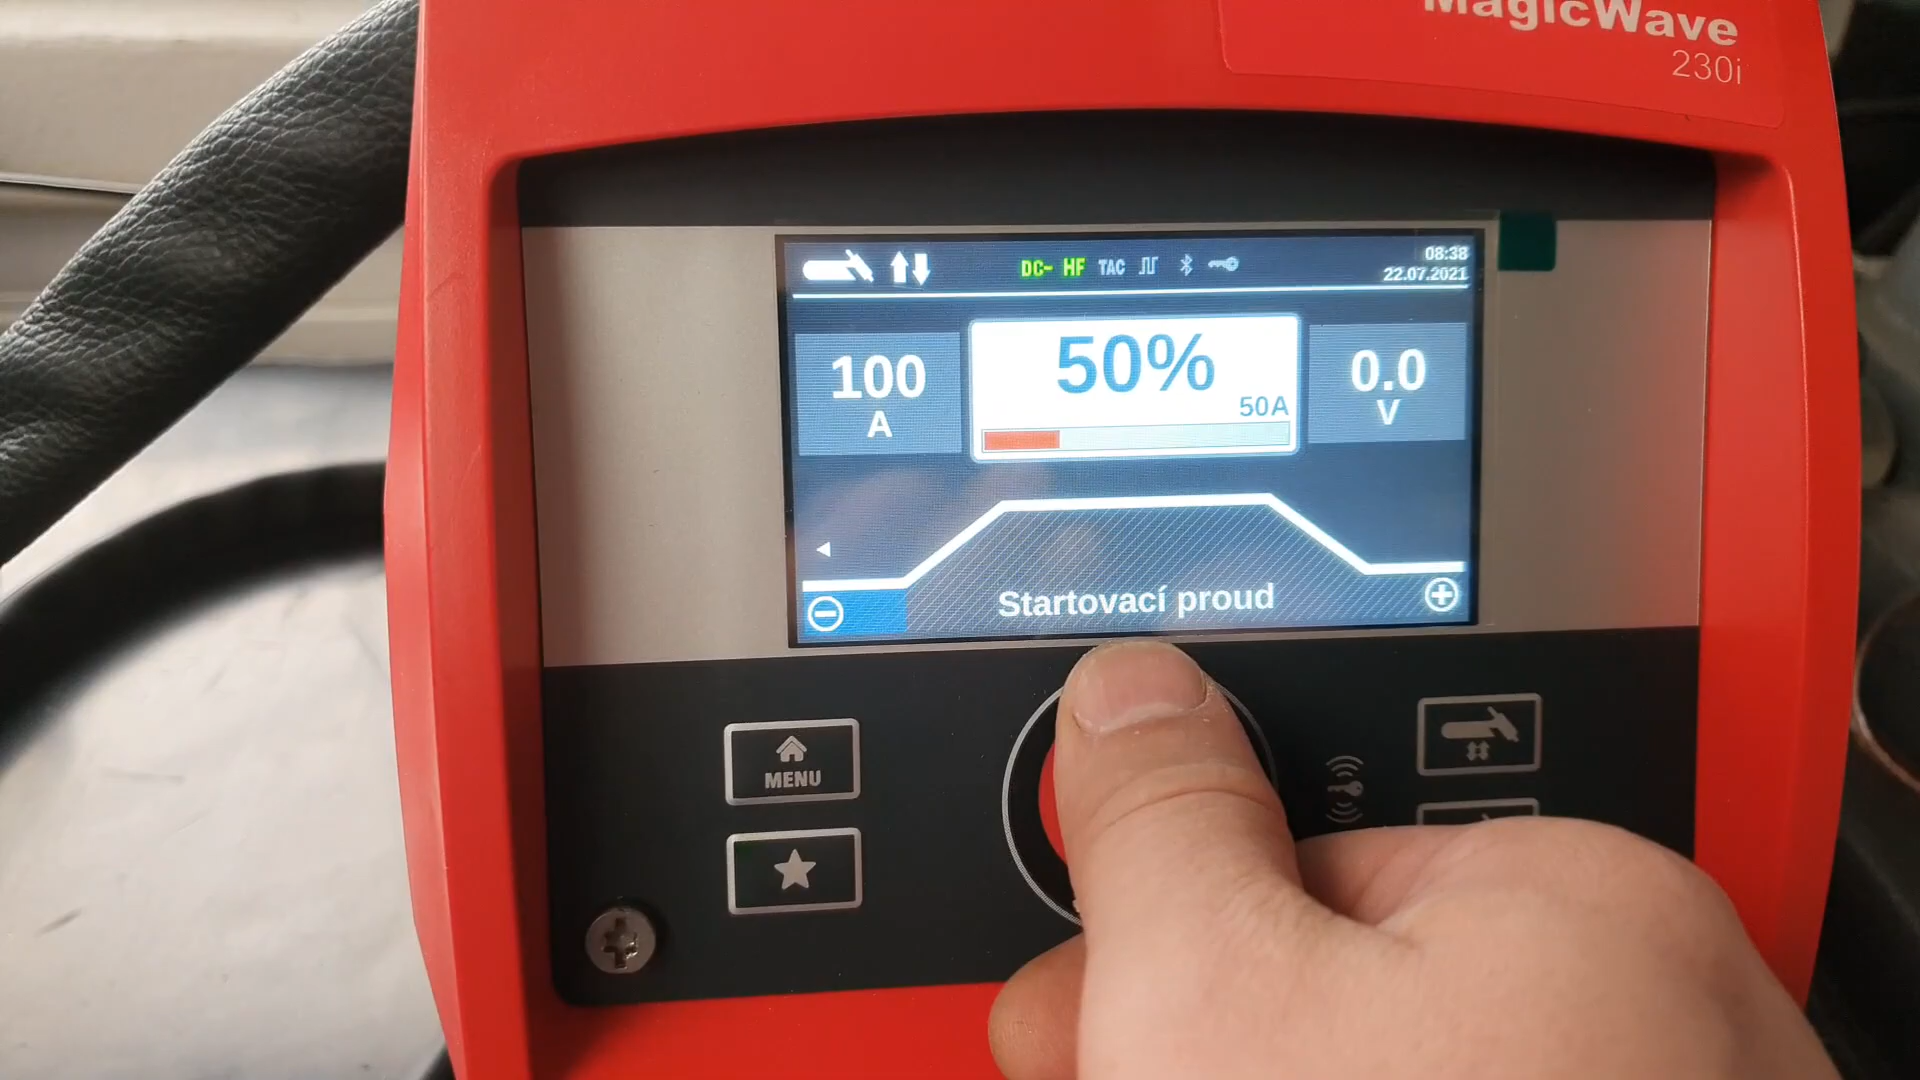 MagicWave
230i
DC- HF TAC
08:38
22.07.2021
100
A
50%
50A
0.0
V
Startovací proud
MENU